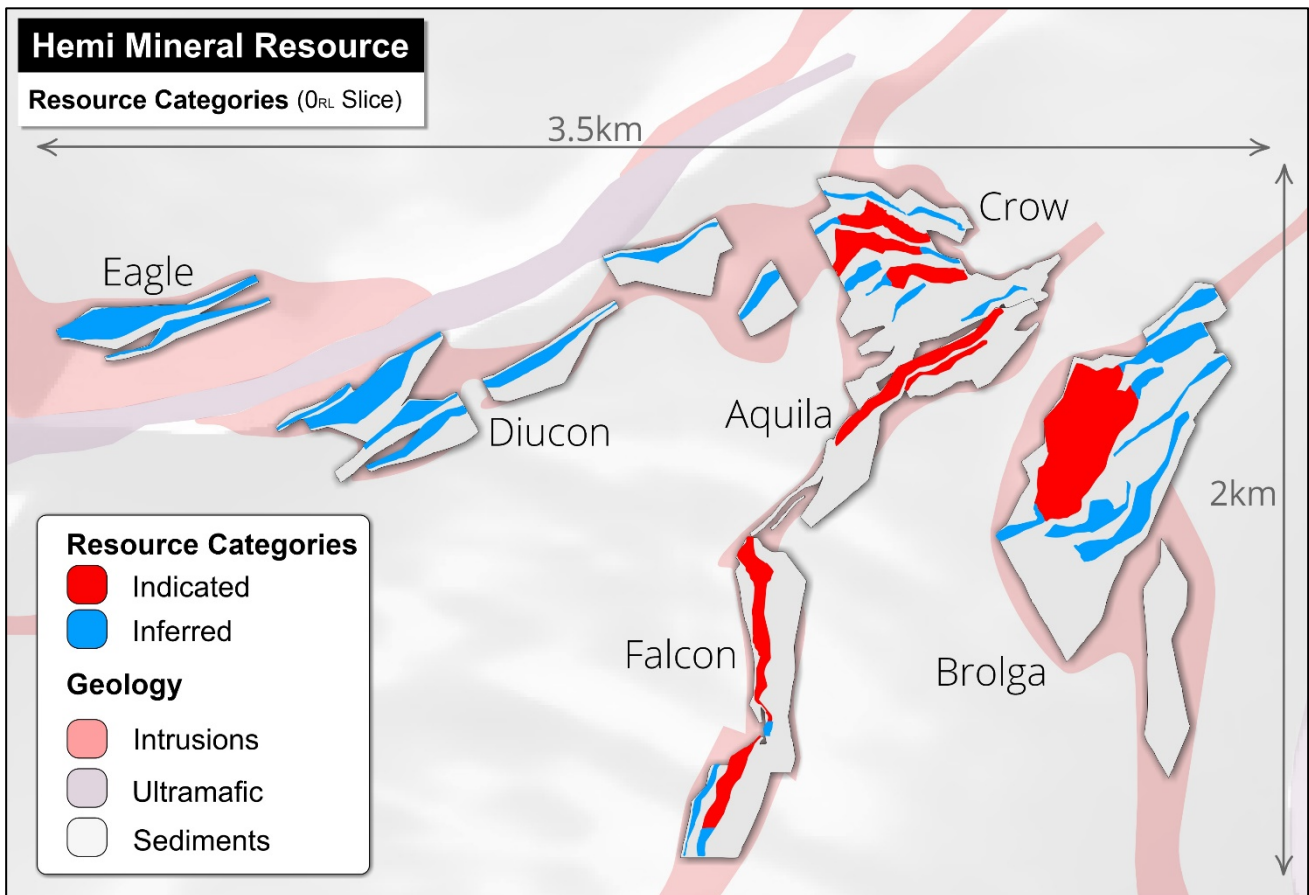 Hemi Mineral Resource
Resource Categories (0RL Slice)
3.5km
Crow
Eagle
Aquila
Diucon
2km
Falcon
Brolga
Resource Categories
Indicated
Inferred
Geology
Intrusions
Ultramafic
Sediments